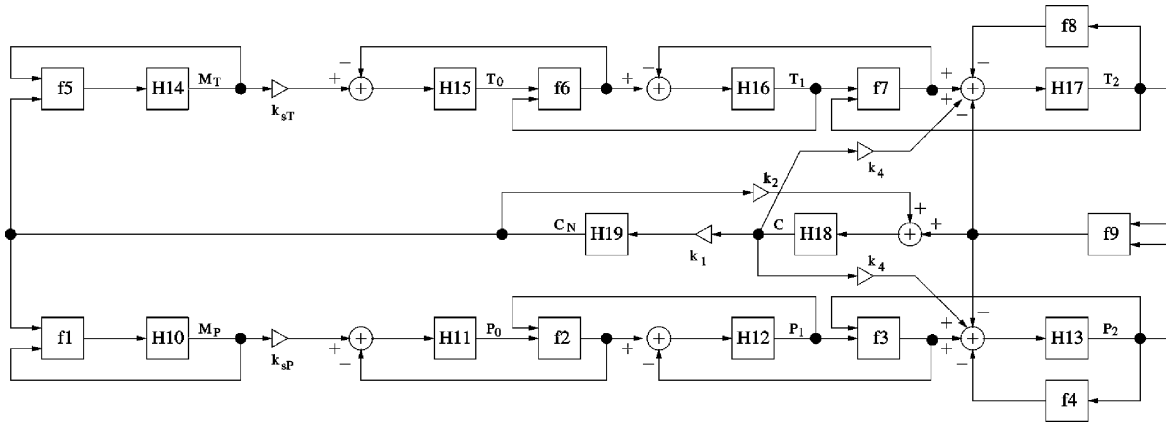 f8
f5 H14 M_T k_sT + − + H15 T_0 f6 + − + H16 T_1 f7 + + + − − H17 T_2
k_4
k_2
C_N H19 k_1 C H18 + + + f9
k_4
f1 H10 M_P k_sP + − + H11 P_0 f2 + − + H12 P_1 f3 + + + − − H13 P_2
f4